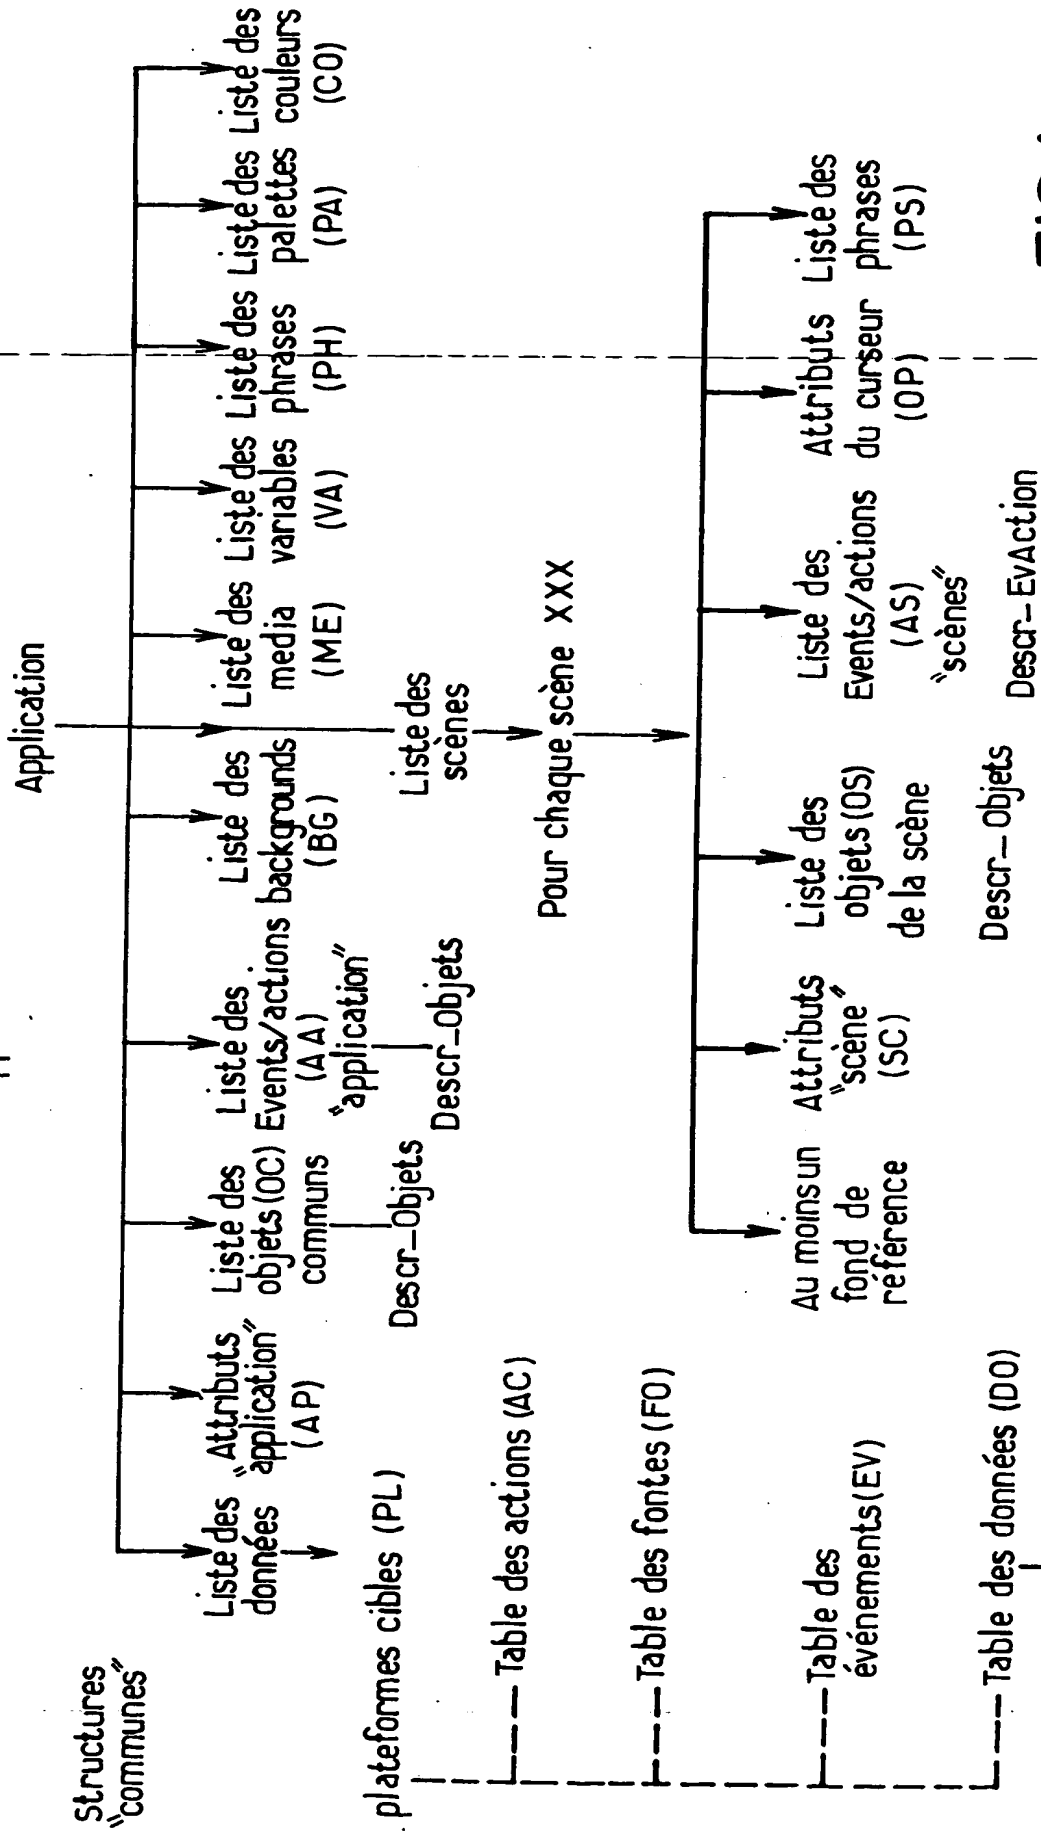 Application
Structures
"communes"
Liste des
données
"Attributs
application"
(AP)
Liste des
objets (OC)
communs
Descr_Objets
Liste des
Events/actions
(AA)
"application"
Descr_Objets
Liste des
backgrounds
(BG)
Liste des
media
(ME)
Liste des
variables
(VA)
Liste des
phrases
(PH)
Liste des
palettes
(PA)
Liste des
couleurs
(CO)
Liste des
scènes
Pour chaque scène XXX
plateformes cibles (PL)
Table des actions (AC)
Table des fontes (FO)
Table des
événements (EV)
Table des données (DO)
Au moins un
fond de
référence
Attributs
"scène"
(SC)
Liste des
objets (OS)
de la scène
Descr_Objets
Liste des
Events/actions
(AS)
"scènes"
Descr_EvAction
Attributs
du curseur
(OP)
Liste des
phrases
(PS)